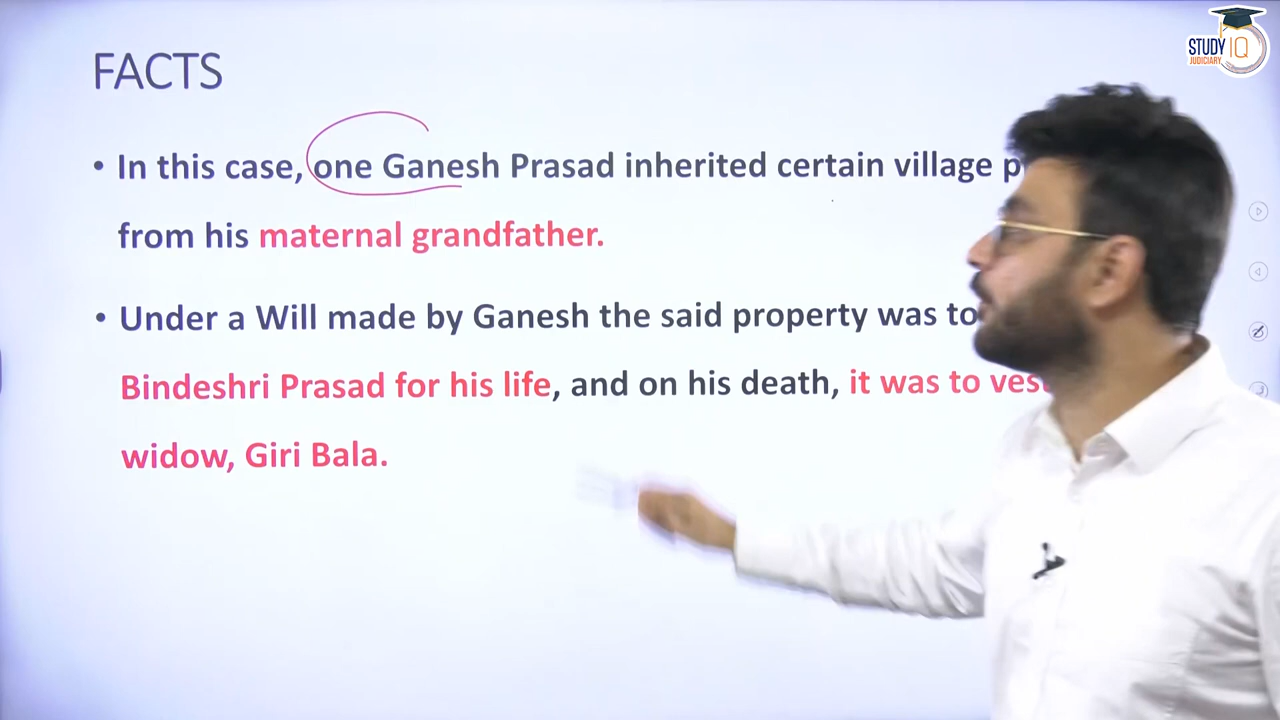 STUDY IQ
JUDICIARY
FACTS
• In this case, one Ganesh Prasad inherited certain village
from his maternal grandfather.
• Under a Will made by Ganesh the said property was to
Bindeshri Prasad for his life, and on his death, it was to vest
widow, Giri Bala.